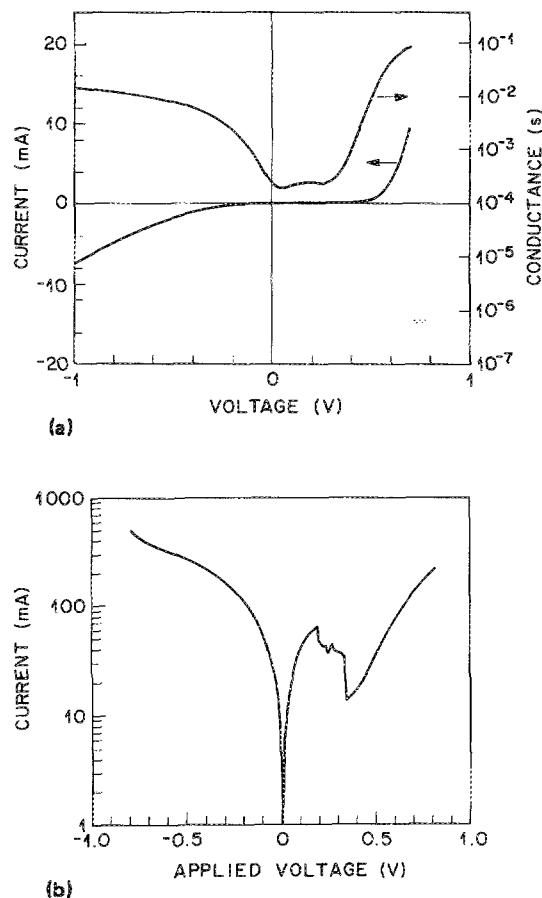 20
10
0
-10
-20
CURRENT (mA)
10⁻¹
10⁻²
10⁻³
10⁻⁴
10⁻⁵
10⁻⁶
10⁻⁷
CONDUCTANCE (s)
-1 0 1
VOLTAGE (V)
(a)
1000
100
10
1
CURRENT (mA)
-1.0 -0.5 0 0.5 1.0
APPLIED VOLTAGE (V)
(b)